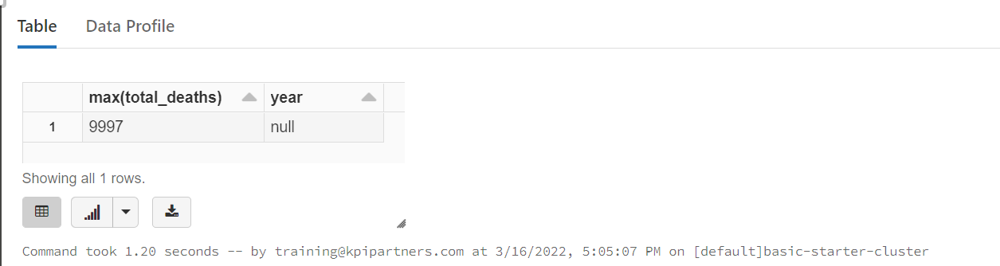 Table Data Profile
max(total_deaths) year
1 9997 null
Showing all 1 rows.
Command took 1.20 seconds -- by training@kpipartners.com at 3/16/2022, 5:05:07 PM on [default]basic-starter-cluster